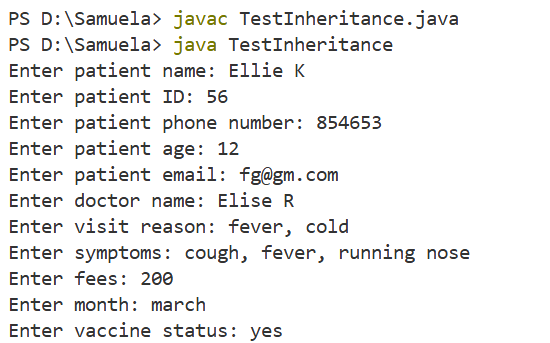 PS D:\Samuela> javac TestInheritance.java
PS D:\Samuela> java TestInheritance
Enter patient name: Ellie K
Enter patient ID: 56
Enter patient phone number: 854653
Enter patient age: 12
Enter patient email: fg@gm.com
Enter doctor name: Elise R
Enter visit reason: fever, cold
Enter symptoms: cough, fever, running nose
Enter fees: 200
Enter month: march
Enter vaccine status: yes